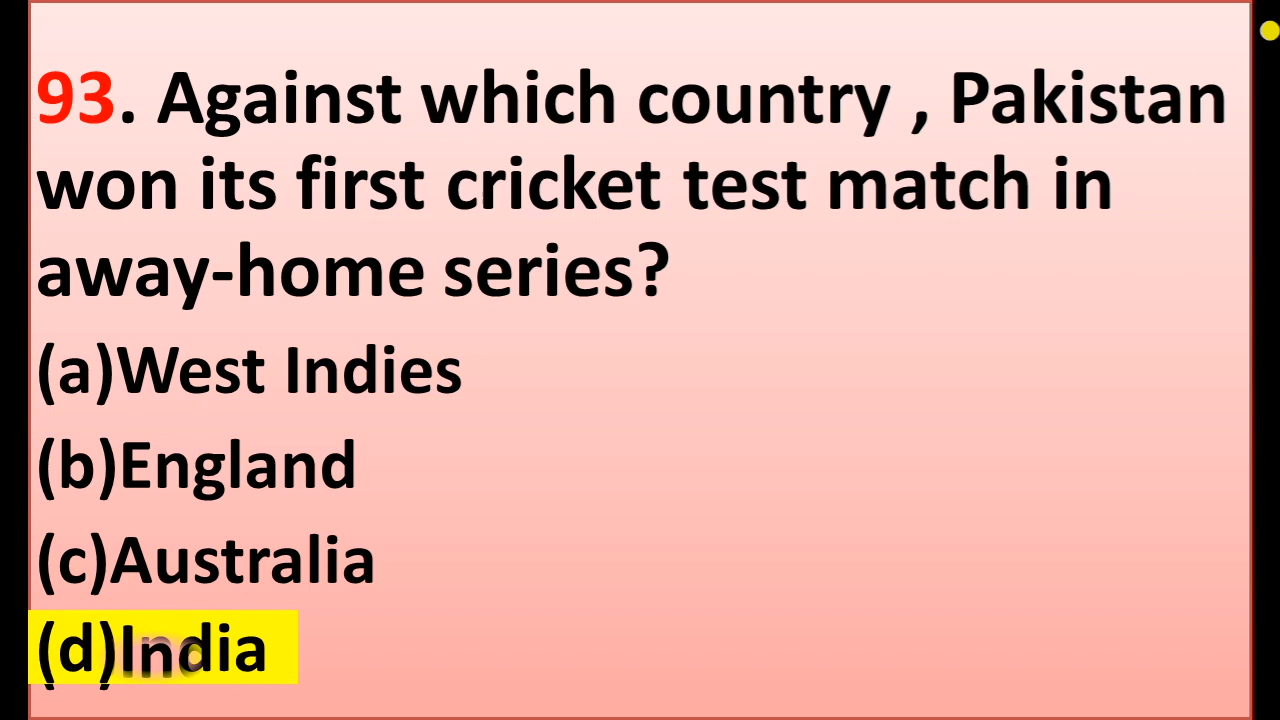 93. Against which country , Pakistan
won its first cricket test match in
away-home series?
(a)West Indies
(b)England
(c)Australia
(d)India